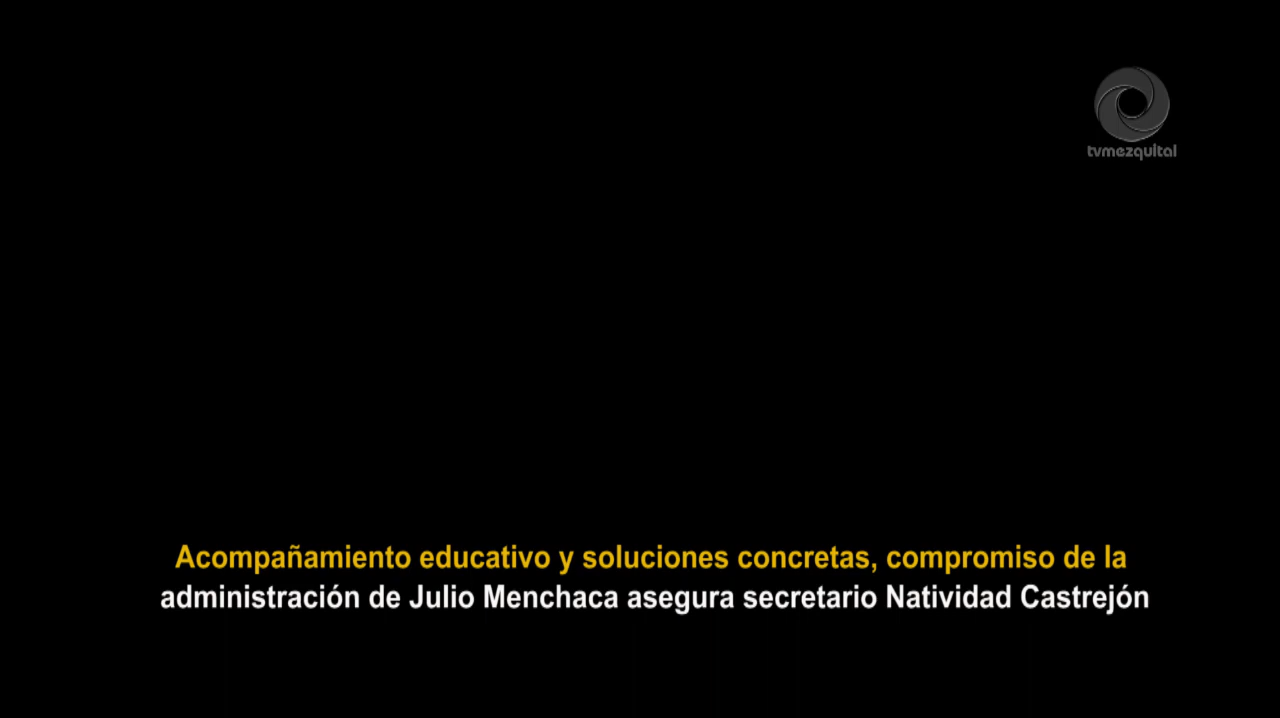 tvmezquital
Acompañamiento educativo y soluciones concretas, compromiso de la
administración de Julio Menchaca asegura secretario Natividad Castrejón